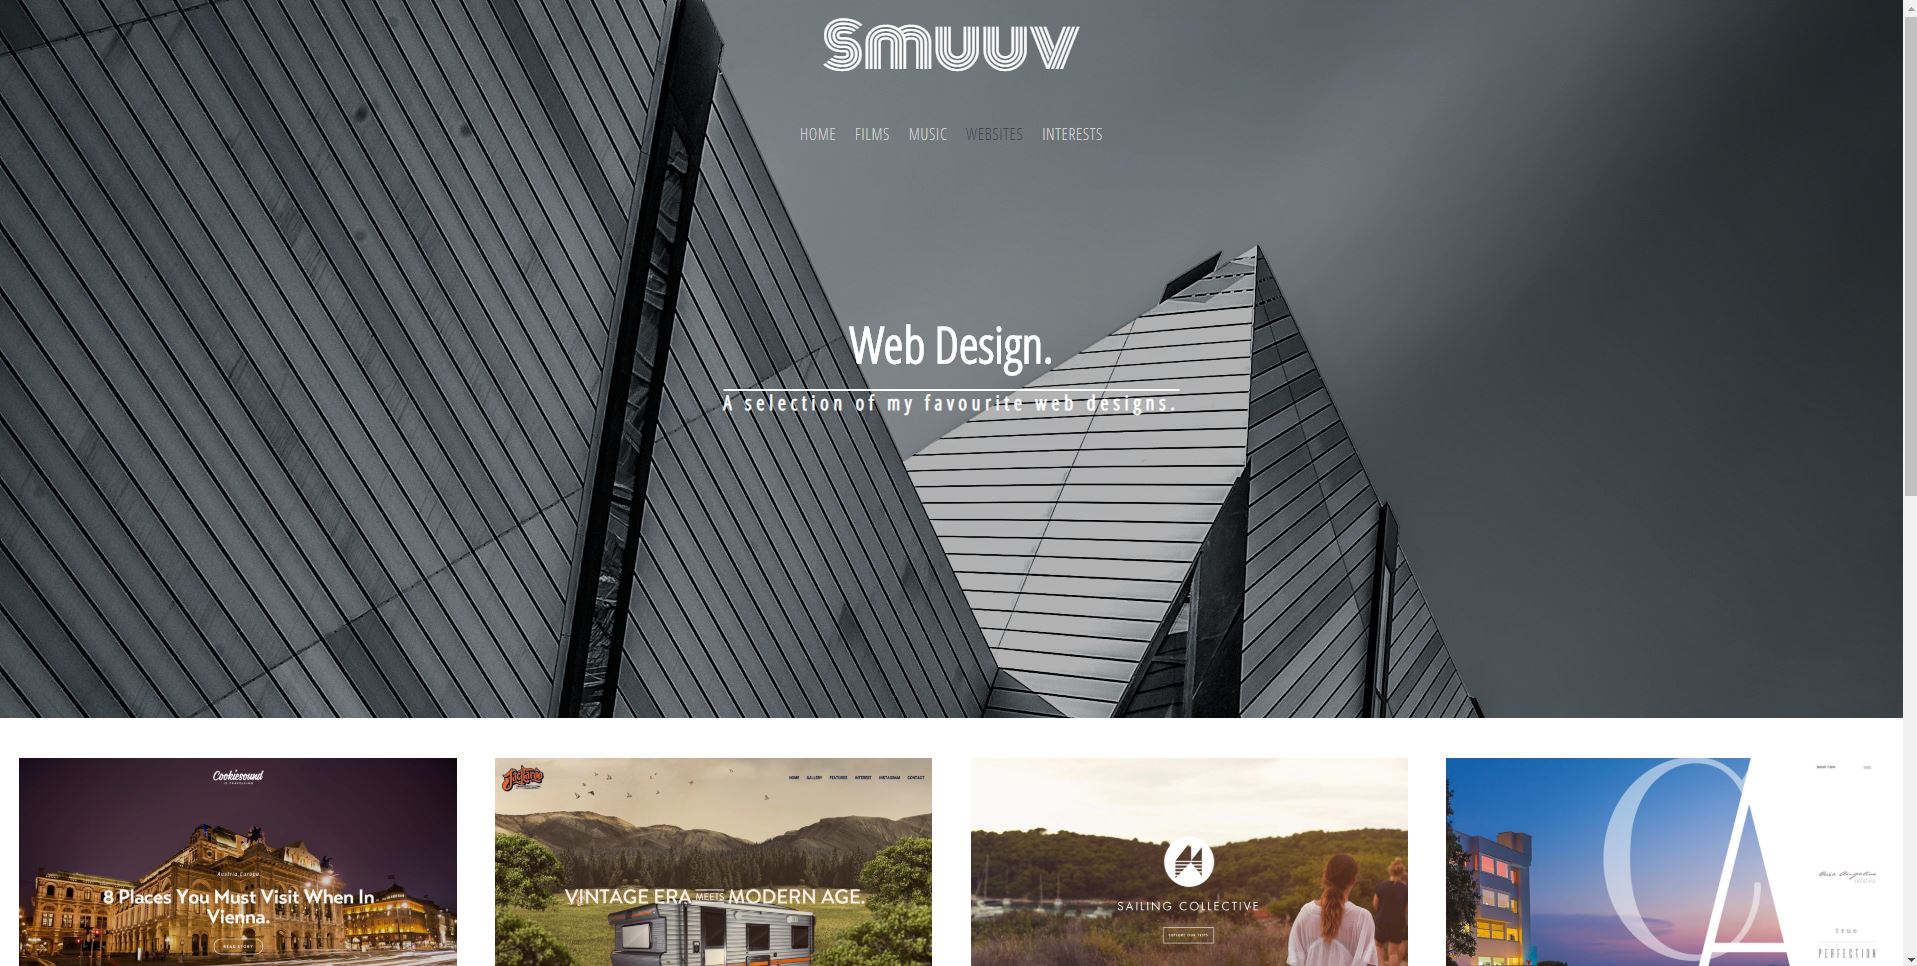 Smuuv
HOME FILMS MUSIC WEBSITES INTERESTS
Web Design.
A selection of my favourite web designs.
Cookiesound
Austria, Europe
8 Places You Must Visit When In
Vienna.
READ STORY
Jackaroo
HOME GALLERY FEATURES INTEREST INSTAGRAM CONTACT
VINTAGE ERA MEETS MODERN AGE.
SAILING COLLECTIVE
EXPLORE OUR TRIPS
CA
true
PERFECTION